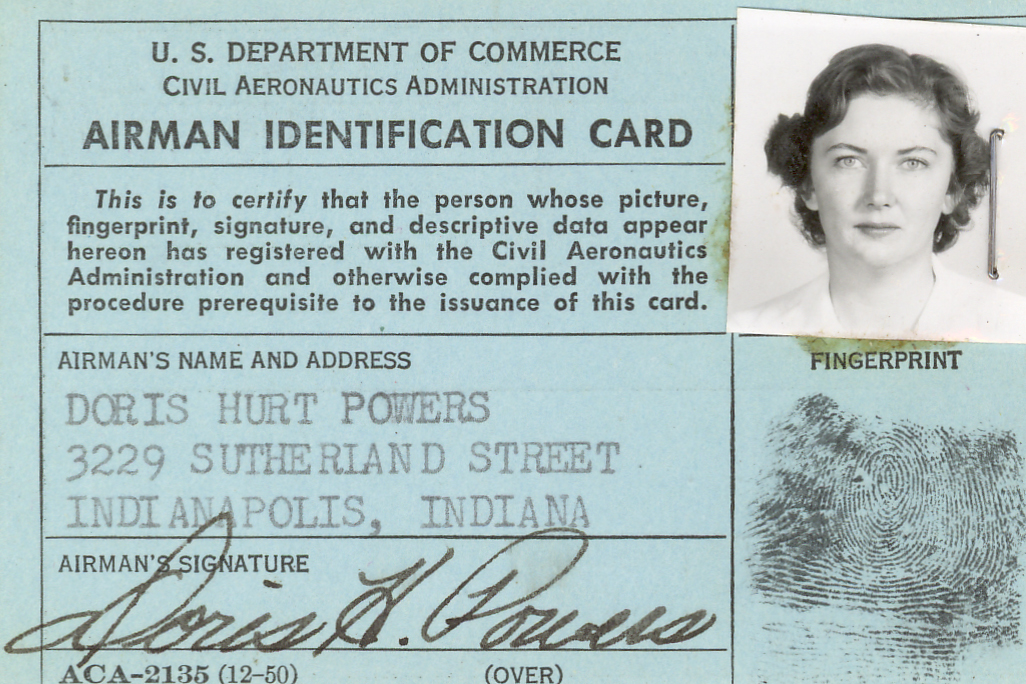 U. S. DEPARTMENT OF COMMERCE
CIVIL AERONAUTICS ADMINISTRATION
AIRMAN IDENTIFICATION CARD
This is to certify that the person whose picture,
fingerprint, signature, and descriptive data appear
hereon has registered with the Civil Aeronautics
Administration and otherwise complied with the
procedure prerequisite to the issuance of this card.
AIRMAN'S NAME AND ADDRESS
DORIS HURT POWERS
3229 SUTHERLAND STREET
INDIANAPOLIS, INDIANA
AIRMAN'S SIGNATURE
Doris H. Powers
ACA-2135 (12-50) (OVER)
FINGERPRINT